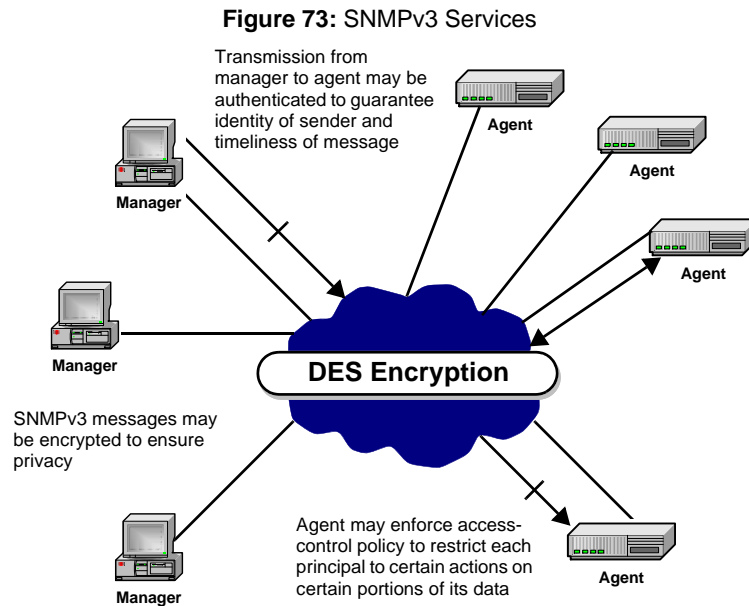 Figure 73: SNMPv3 Services
Transmission from
manager to agent may be
authenticated to guarantee
identity of sender and
timeliness of message
Agent
Agent
Agent
Manager
Manager
DES Encryption
SNMPv3 messages may
be encrypted to ensure
privacy
Agent may enforce access-
control policy to restrict each
principal to certain actions on
certain portions of its data
Agent
Manager